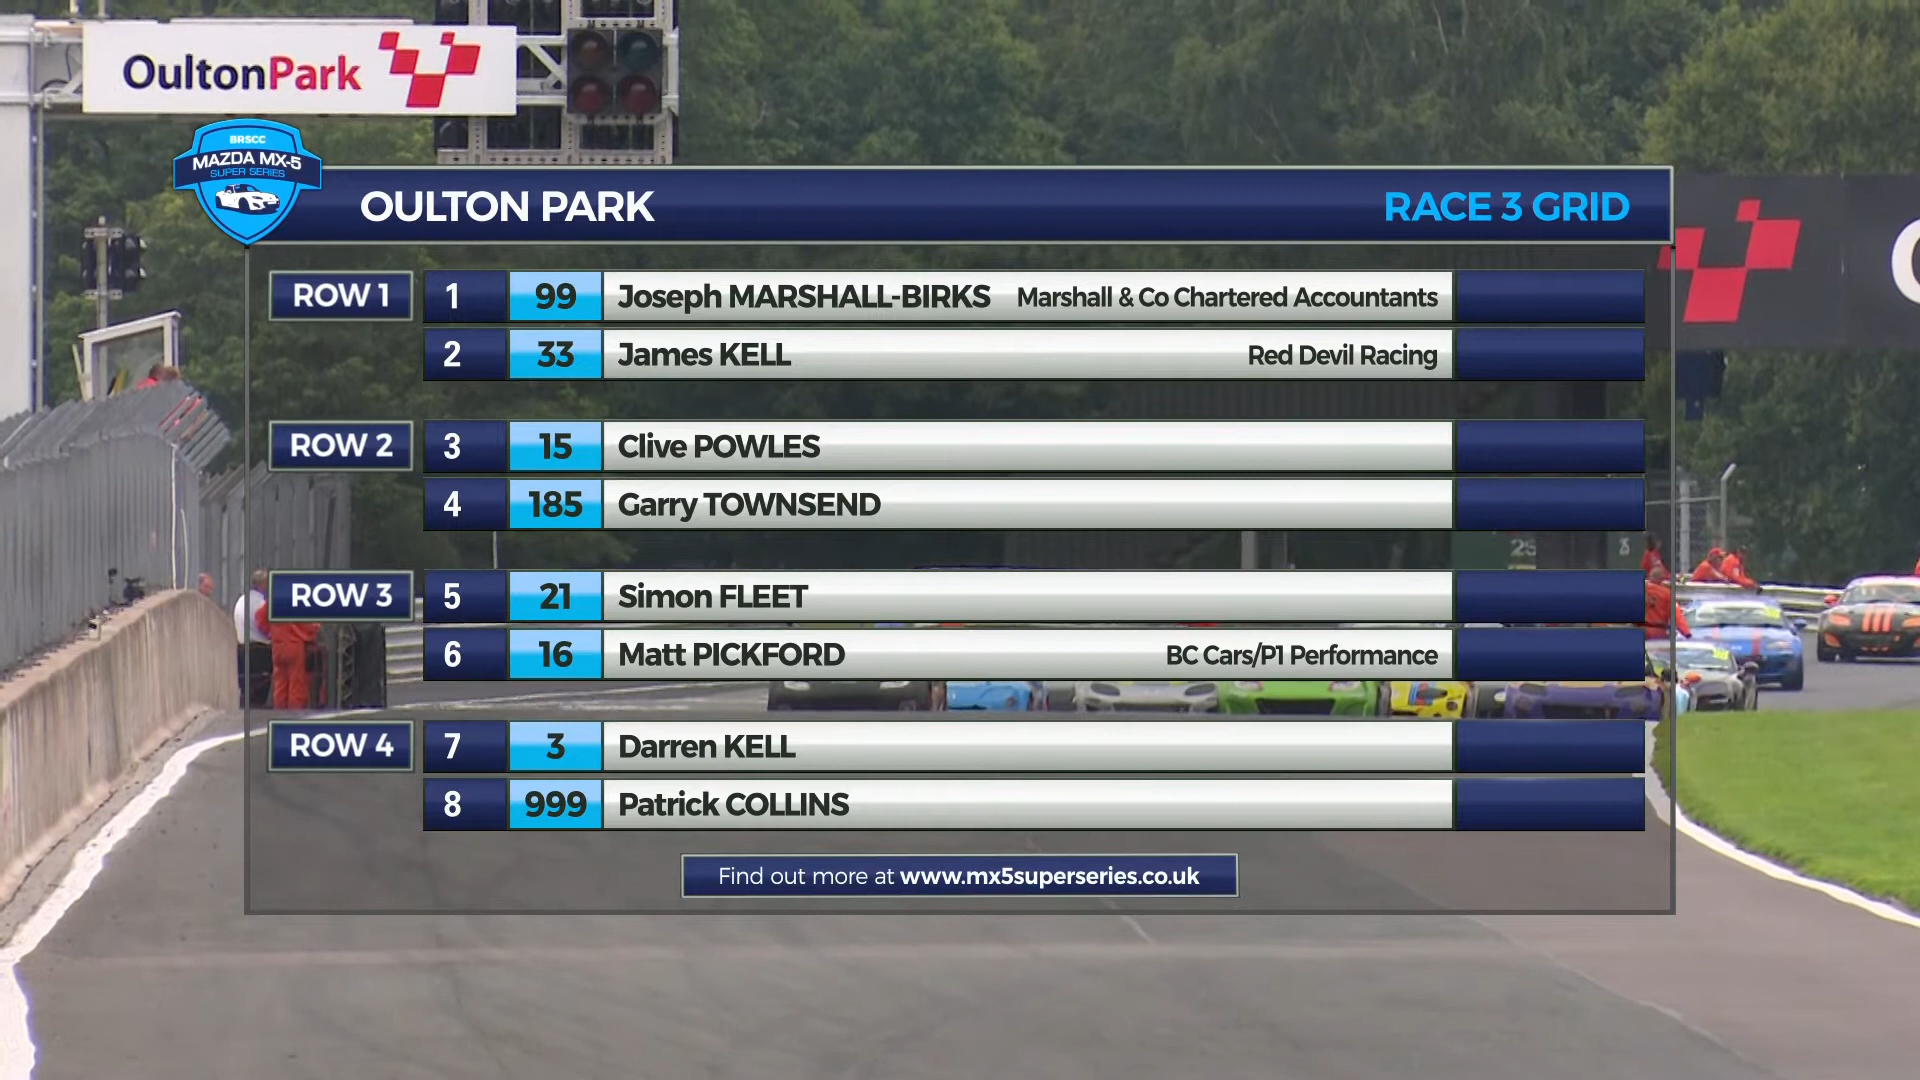 OultonPark
BRSCC
MAZDA MX-5
SUPER SERIES
OULTON PARK
RACE 3 GRID
ROW 1
1 99 Joseph MARSHALL-BIRKS Marshall & Co Chartered Accountants
2 33 James KELL Red Devil Racing
ROW 2
3 15 Clive POWLES
4 185 Garry TOWNSEND
ROW 3
5 21 Simon FLEET
6 16 Matt PICKFORD BC Cars/P1 Performance
ROW 4
7 3 Darren KELL
8 999 Patrick COLLINS
Find out more at www.mx5superseries.co.uk